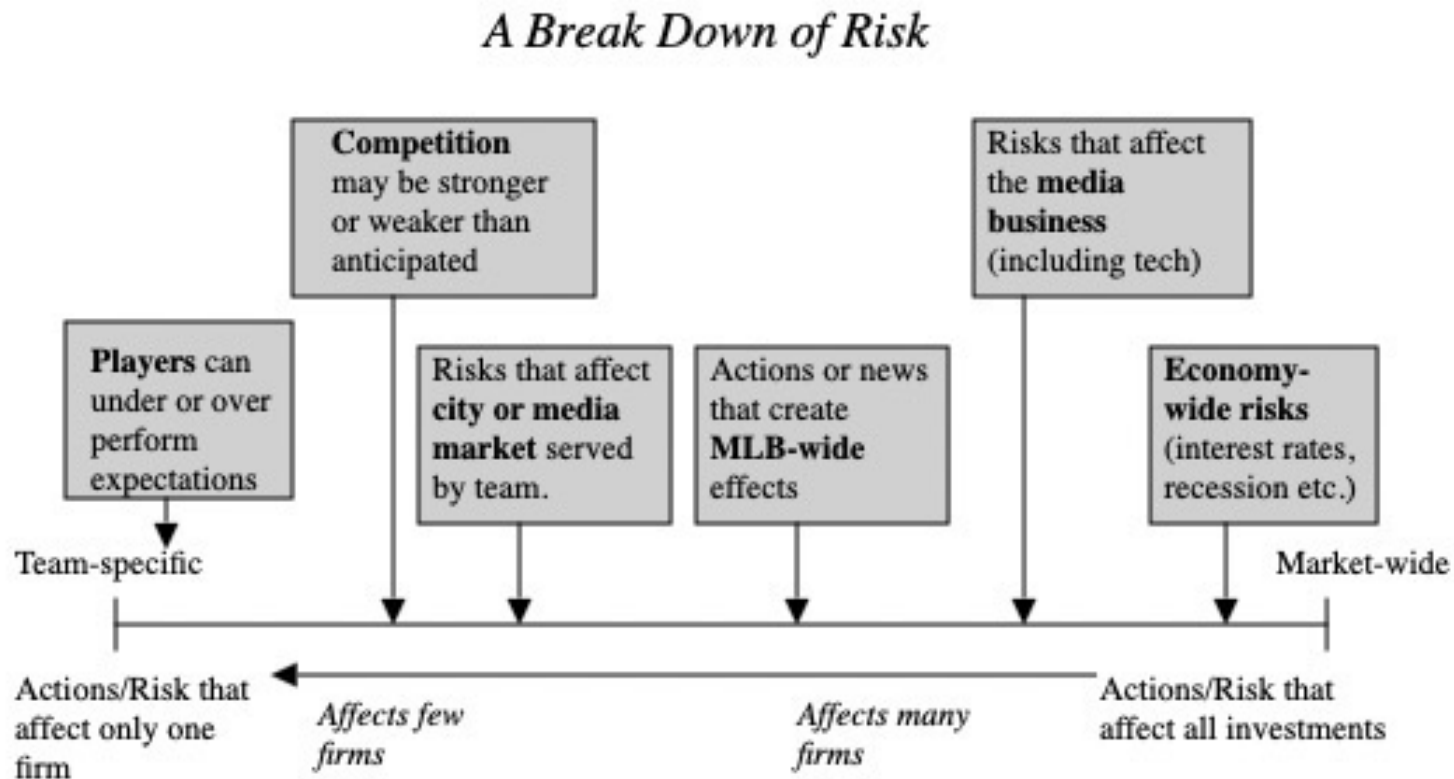 A Break Down of Risk
Competition
may be stronger
or weaker than
anticipated
Risks that affect
the media
business
(including tech)
Players can
under or over
perform
expectations
Risks that affect
city or media
market served
by team.
Actions or news
that create
MLB-wide
effects
Economy-
wide risks
(interest rates,
recession etc.)
Team-specific
Market-wide
Actions/Risk that
affect only one
firm
Affects few
firms
Affects many
firms
Actions/Risk that
affect all investments